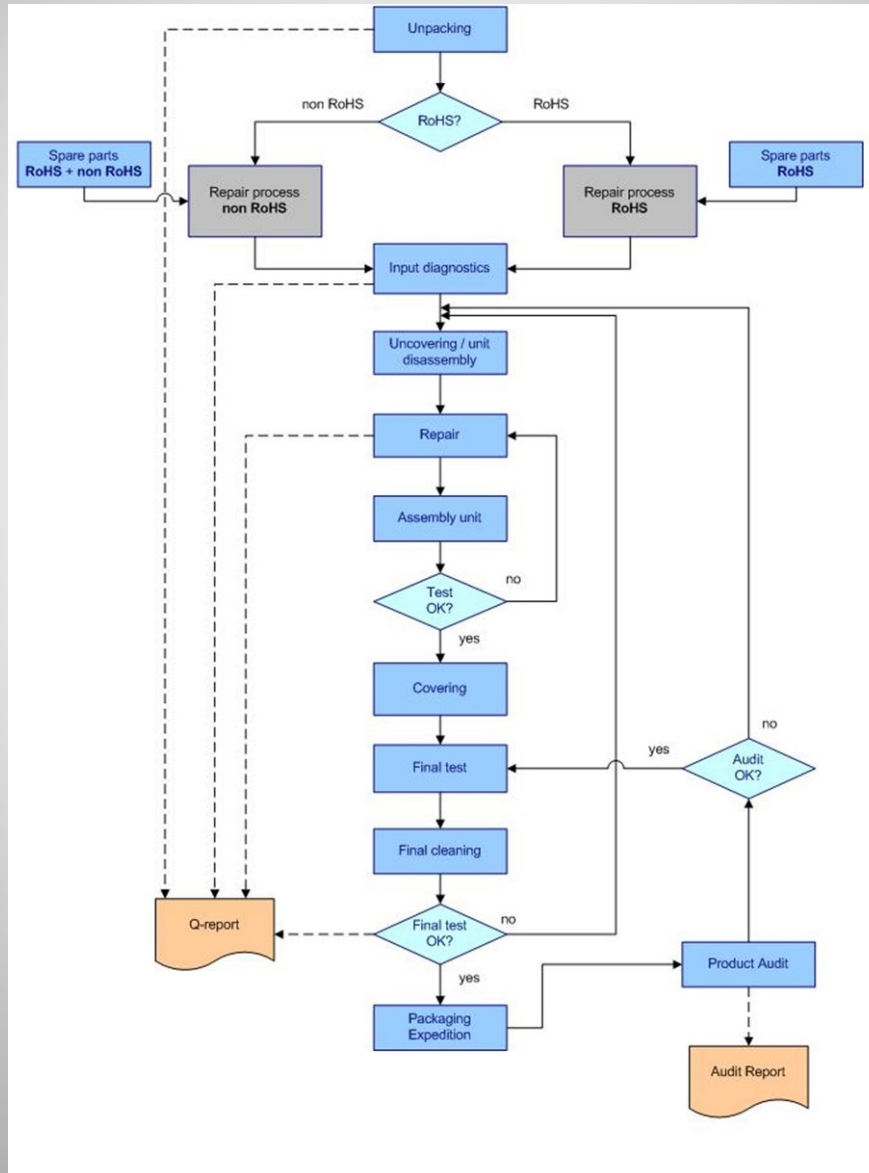 Unpacking
non RoHS
RoHS
RoHS?
Spare parts
RoHS + non RoHS
Spare parts
RoHS
Repair process
non RoHS
Repair process
RoHS
Input diagnostics
Uncovering / unit
disassembly
Repair
Assembly unit
no
Test
OK?
yes
Covering
no
yes
Final test
Audit
OK?
Final cleaning
Q-report
no
Final test
OK?
Product Audit
yes
Packaging
Expedition
Audit Report